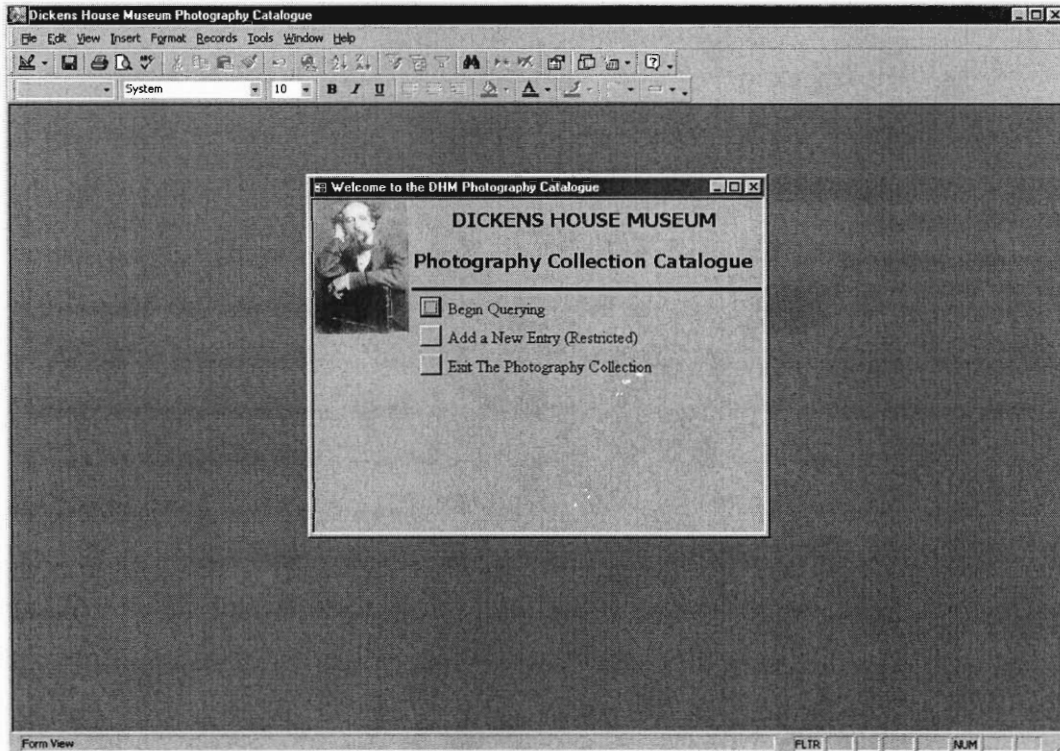 Dickens House Museum Photography Catalogue
File Edit View Insert Format Records Tools Window Help
System 10 B I U A
Welcome to the DHM Photography Catalogue
DICKENS HOUSE MUSEUM
Photography Collection Catalogue
Begin Querying
Add a New Entry (Restricted)
Exit The Photography Collection
Form View FLTR NUM